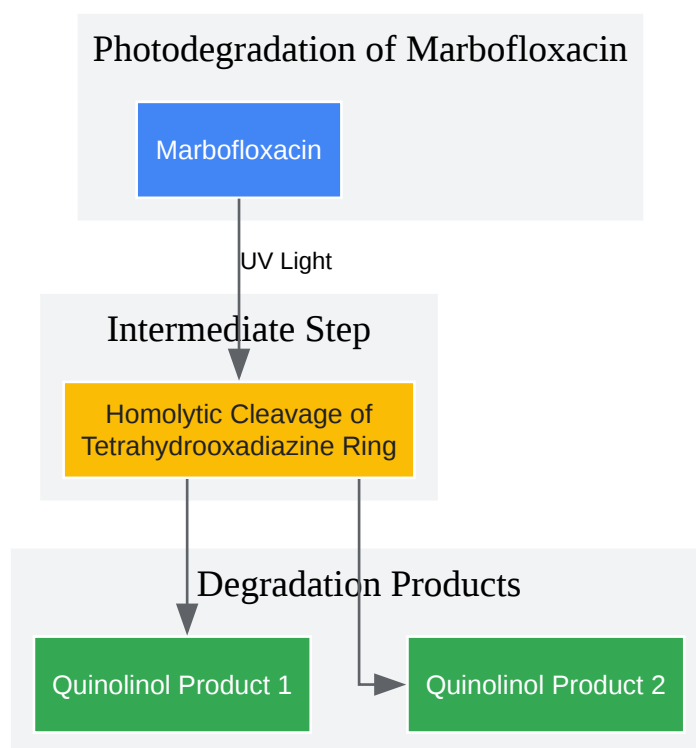 Photodegradation of Marbofloxacin
Marbofloxacin
UV Light
Intermediate Step
Homolytic Cleavage of
Tetrahydrooxadiazine Ring
Degradation Products
Quinolinol Product 1
Quinolinol Product 2